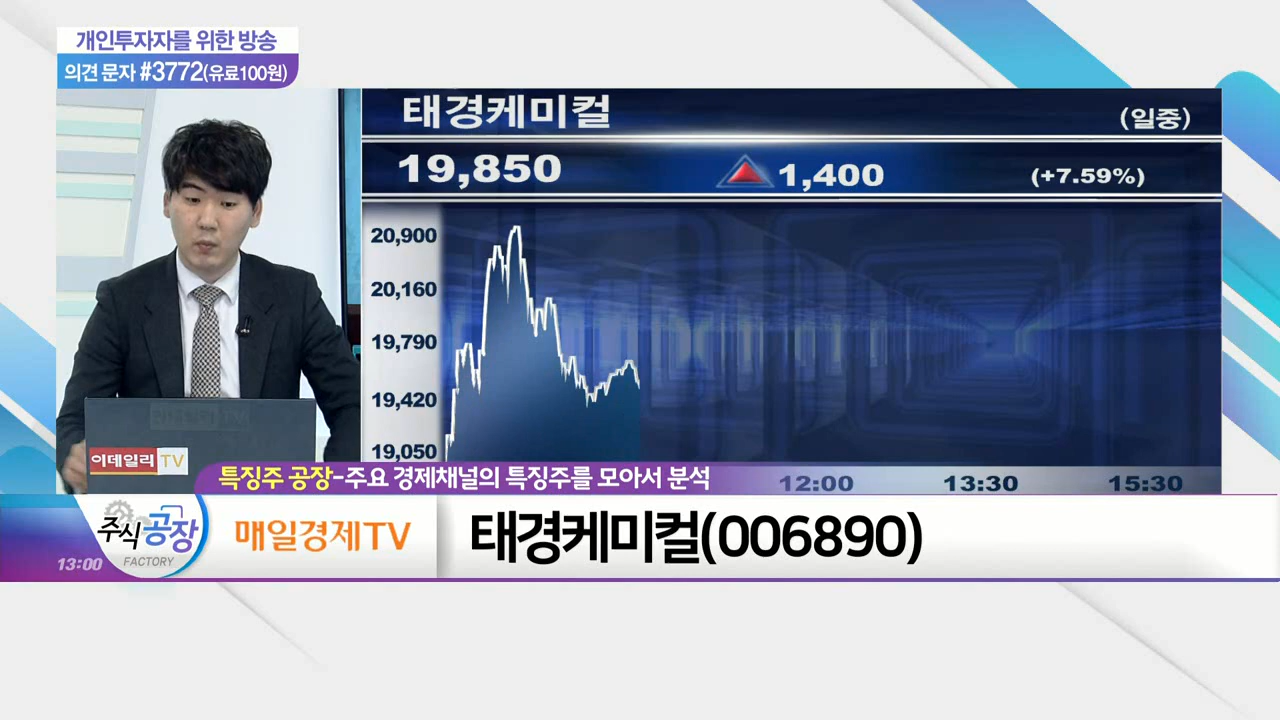 개인투자자를 위한 방송
의견 문자 #3772(유료100원)
태경케미컬
(일중)
19,850
1,400
(+7.59%)
20,900
20,160
19,790
19,420
19,050
12:00
13:30
15:30
이데일리 TV
특징주 공장-주요 경제채널의 특징주를 모아서 분석
주식공장
FACTORY
13:00
매일경제TV
태경케미컬(006890)